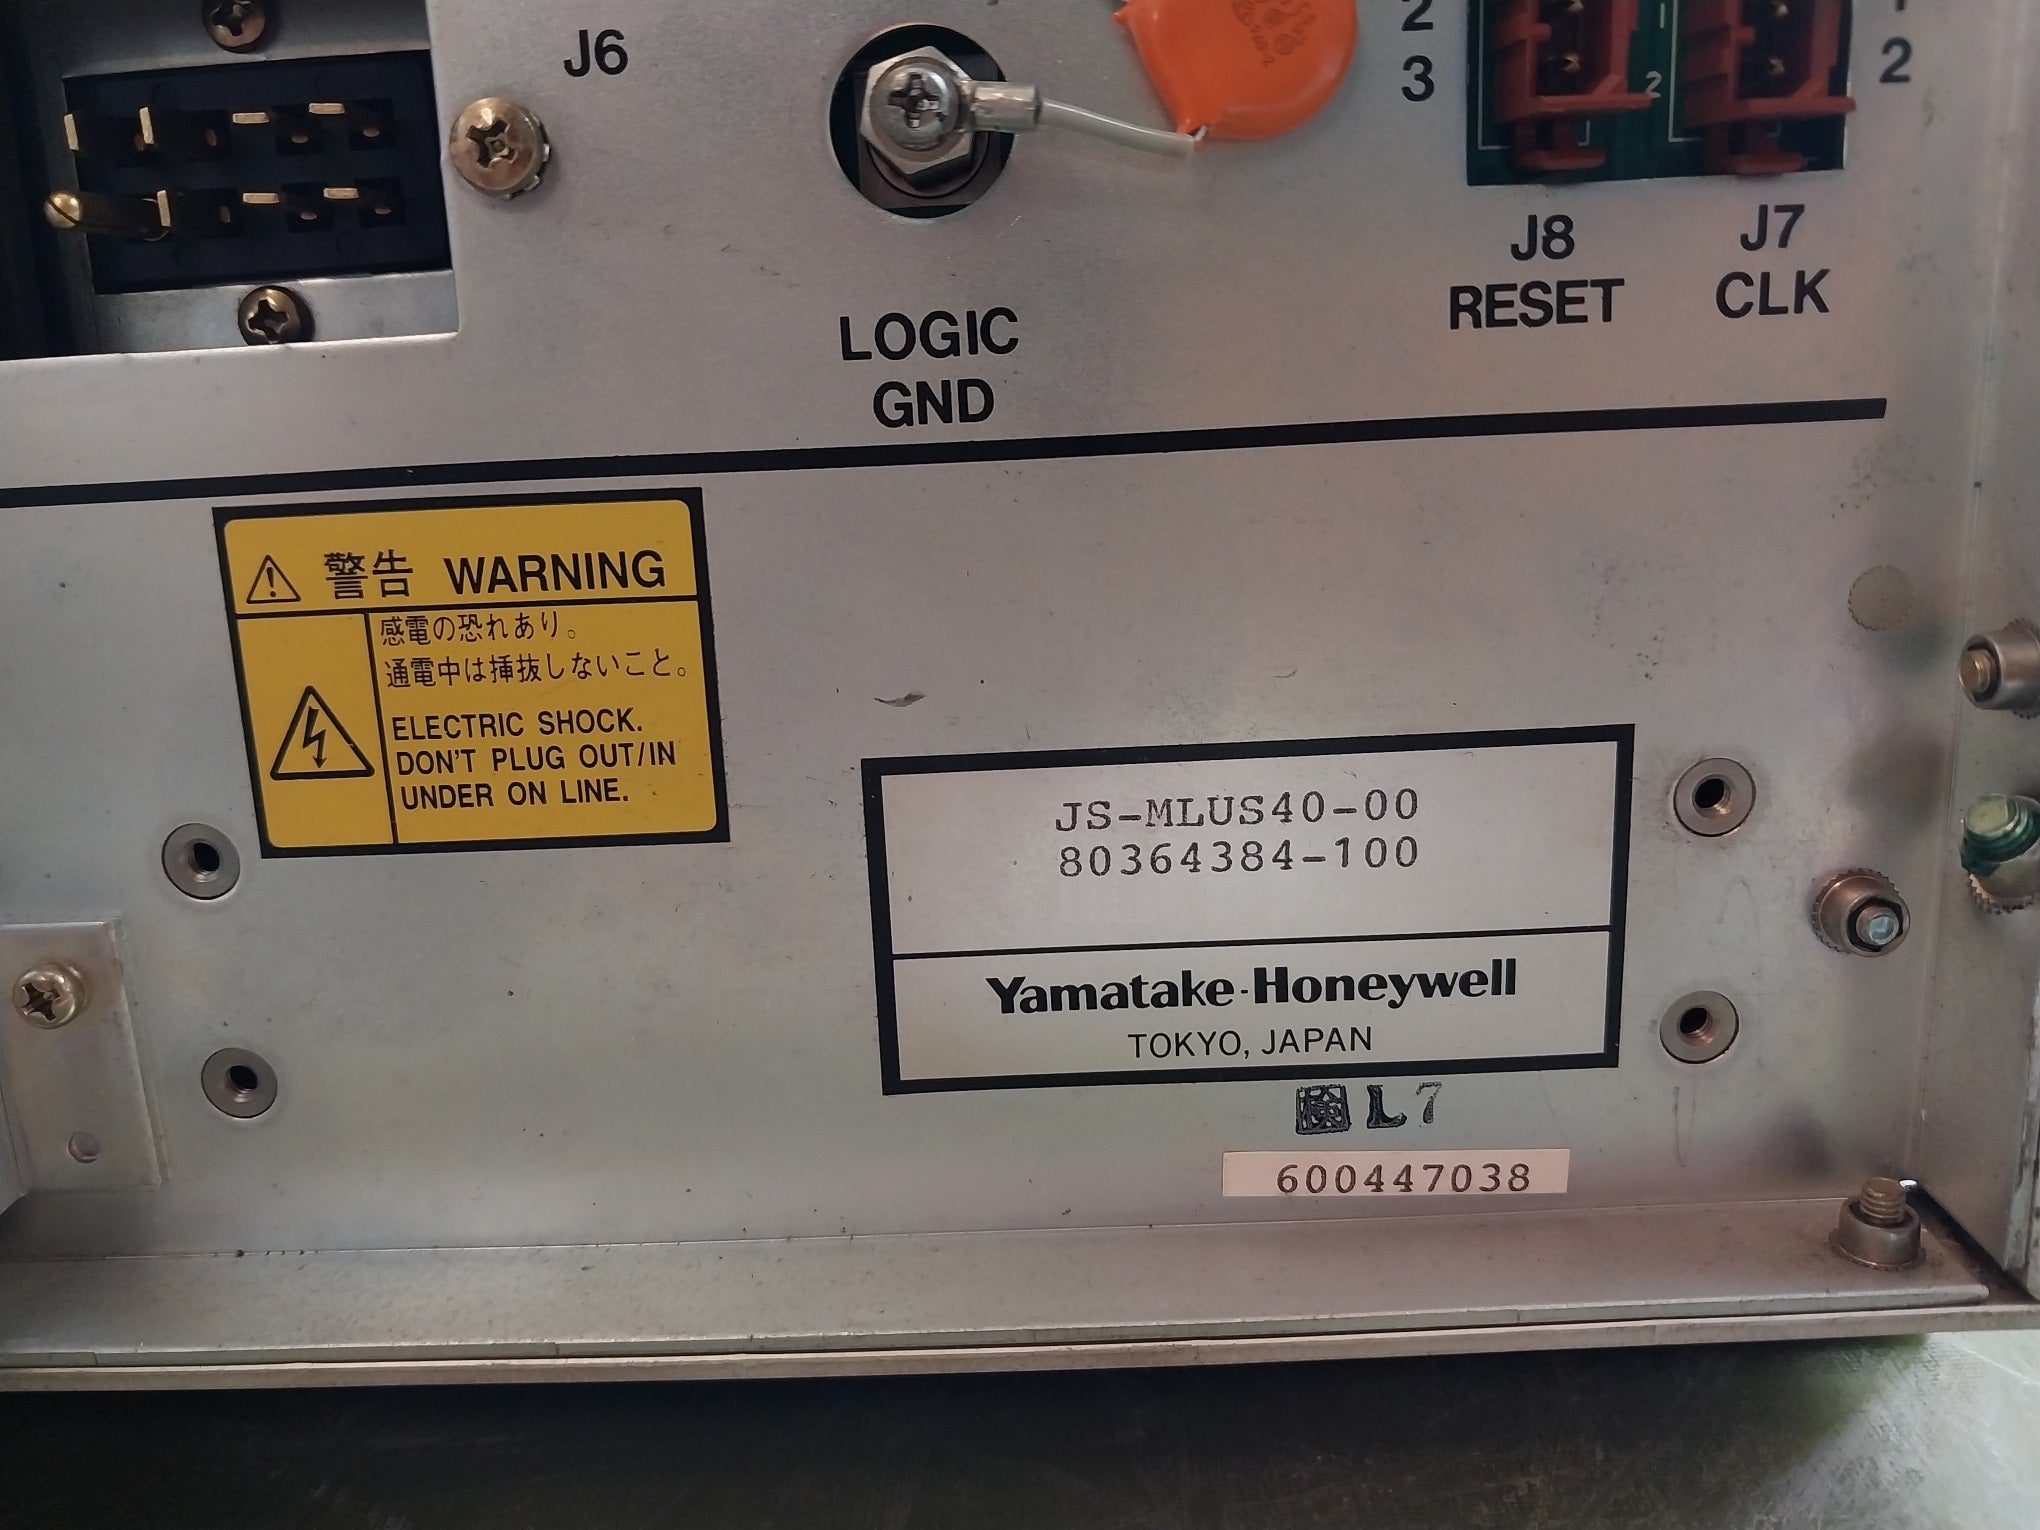 J6
2
3
1
2
1
2
J8
RESET
J7
CLK
LOGIC
GND
警告 WARNING
感電の恐れあり。
通電中は挿抜しないこと。
ELECTRIC SHOCK.
DON'T PLUG OUT/IN
UNDER ON LINE.
JS-MLUS40-00
80364384-100
Yamatake-Honeywell
TOKYO, JAPAN
検 L7
600447038